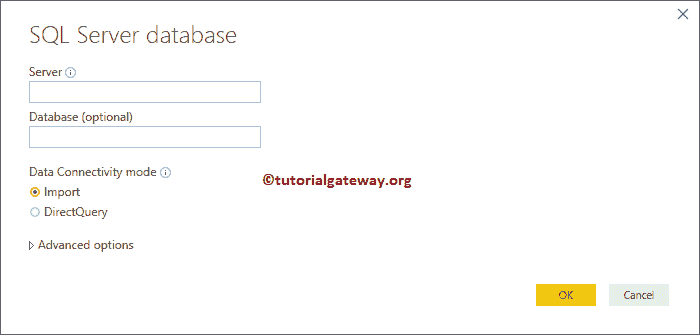 SQL Server database
Server
Database (optional)
Data Connectivity mode
©tutorialgateway.org
Import
DirectQuery
Advanced options
OK
Cancel